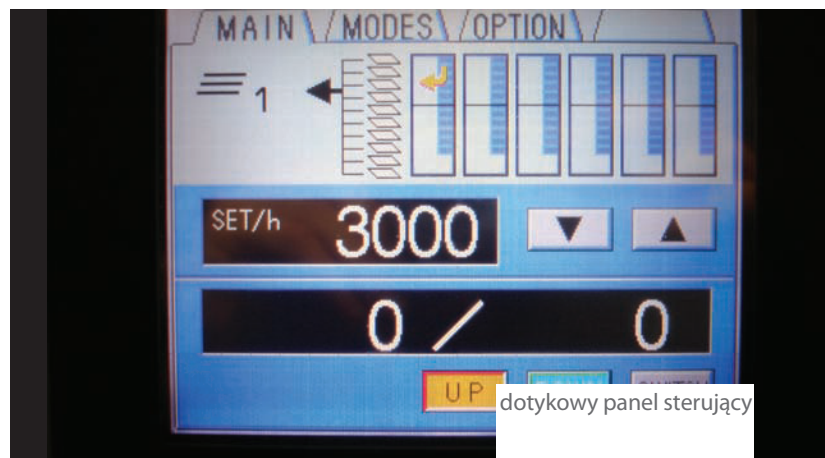 MAIN MODES OPTION
1
SET/h 3000
0 / 0
UP
dotykowy panel sterujący